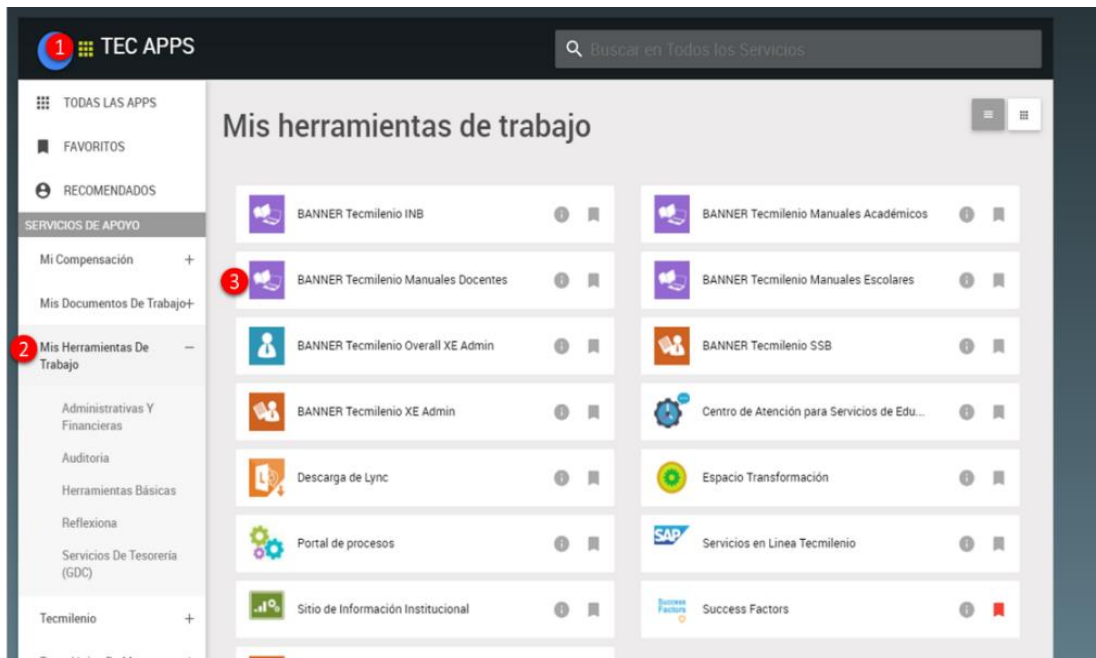 1 TEC APPS
Buscar en Todos los Servicios
TODAS LAS APPS
FAVORITOS
RECOMENDADOS
SERVICIOS DE APOYO
Mi Compensación +
Mis Documentos De Trabajo+
2 Mis Herramientas De −
Trabajo
Administrativas Y
Financieras
Auditoria
Herramientas Básicas
Reflexiona
Servicios De Tesorería
(GDC)
Tecmilenio +
Mis herramientas de trabajo
BANNER Tecmilenio INB
BANNER Tecmilenio Manuales Académicos
3 BANNER Tecmilenio Manuales Docentes
BANNER Tecmilenio Manuales Escolares
BANNER Tecmilenio Overall XE Admin
BANNER Tecmilenio SSB
BANNER Tecmilenio XE Admin
Centro de Atención para Servicios de Edu...
Descarga de Lync
Espacio Transformación
Portal de procesos
SAP Servicios en Linea Tecmilenio
Sitio de Información Institucional
Success
Factors
Success Factors